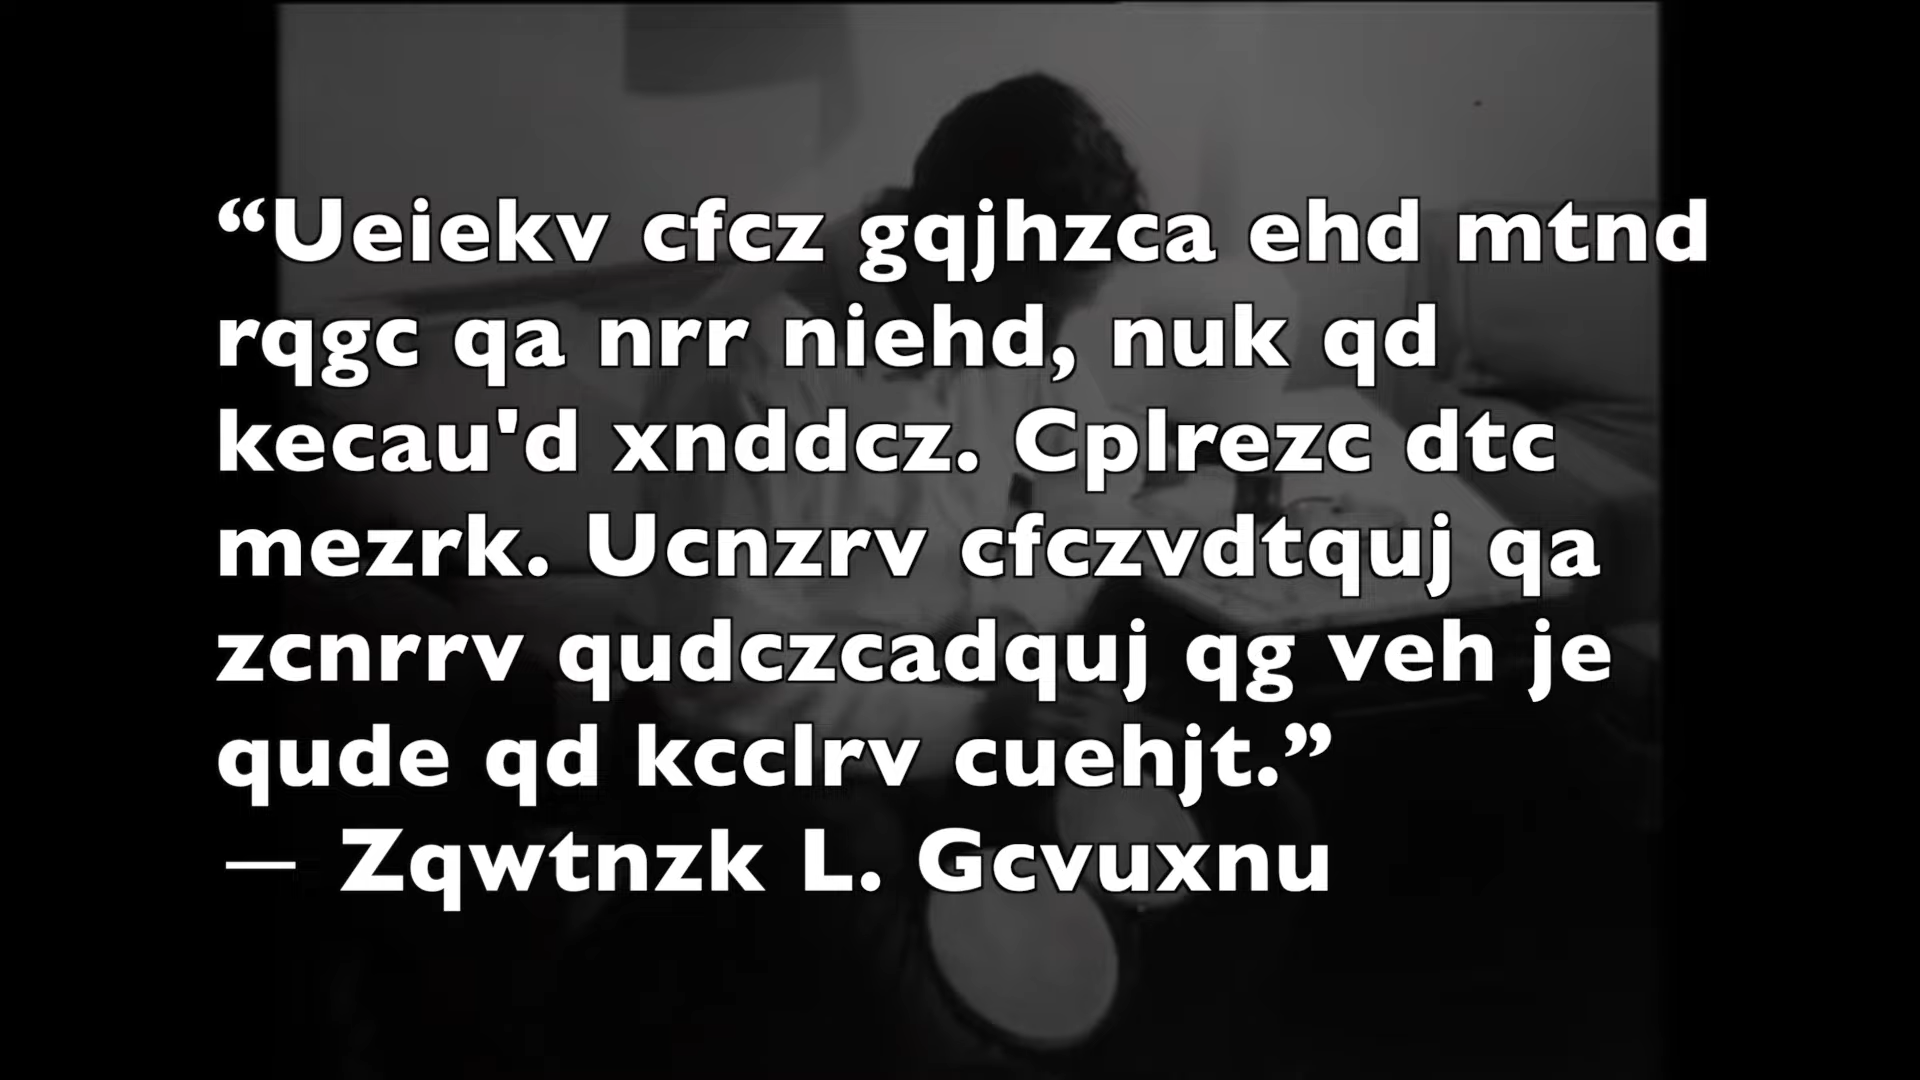 “Ueiekv cfcz gqjhzca ehd mtnd
rqgc qa nrr niehd, nuk qd
kecau'd xnddcz. Cplrezc dtc
mezrk. Ucnzrv cfczvdtquj qa
zcnrrv qudczcadquj qg veh je
qude qd kcclrv cuehjt.”
— Zqwtnzk L. Gcvuxnu